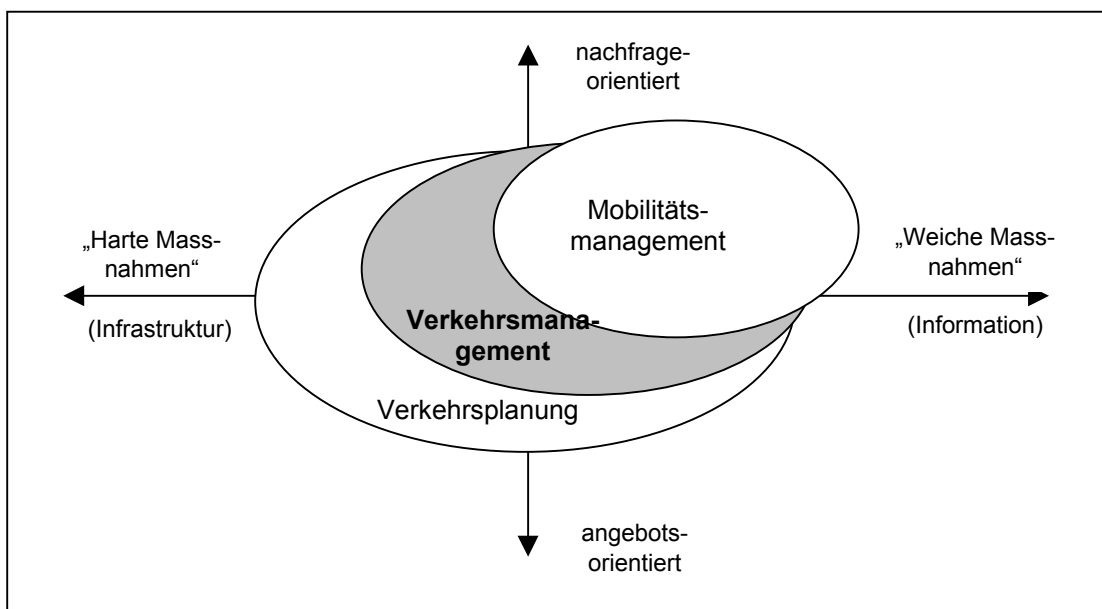 nachfrage-
orientiert
Mobilitäts-
management
„Harte Mass-
nahmen“
(Infrastruktur)
„Weiche Mass-
nahmen“
(Information)
Verkehrsmana-
gement
Verkehrsplanung
angebots-
orientiert